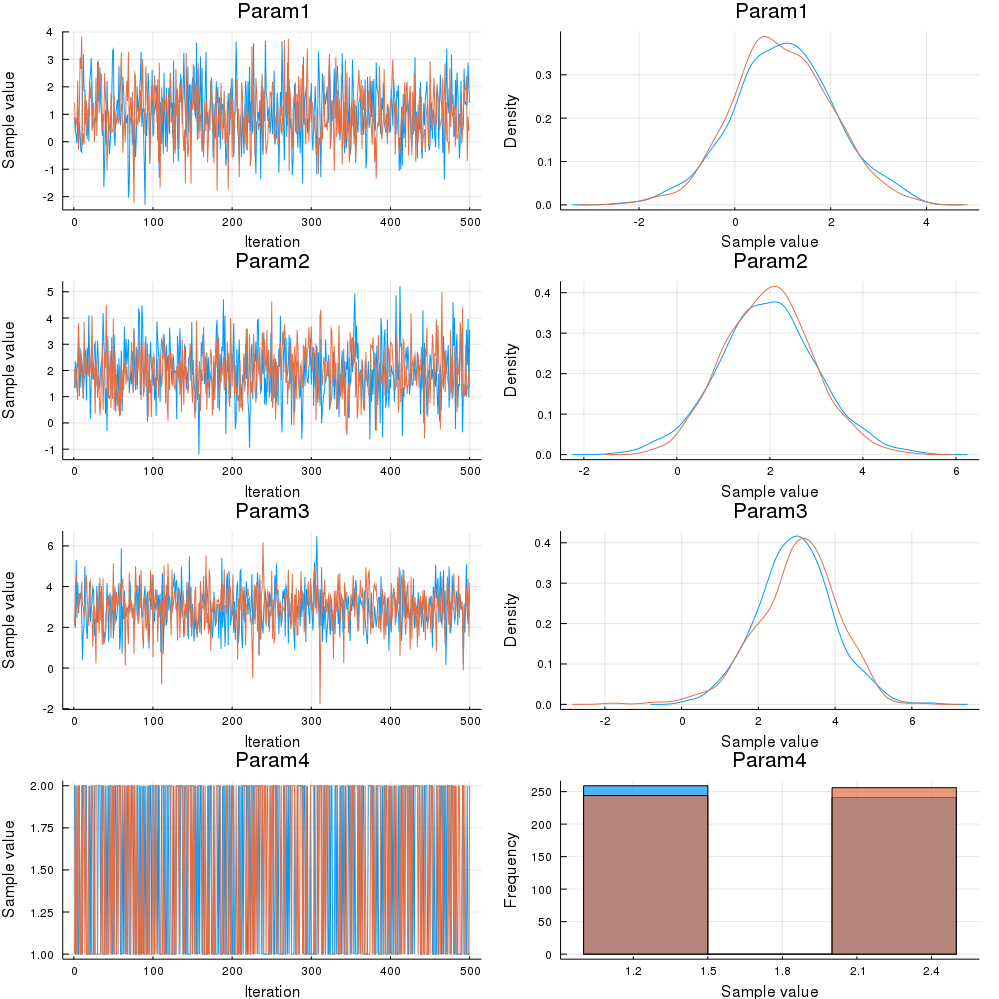 Param1
Sample value
4
3
2
1
0
-1
-2
0 100 200 300 400 500
Iteration
Param1
Density
0.3
0.2
0.1
0.0
-2 0 2 4
Sample value
Param2
Sample value
5
4
3
2
1
0
-1
0 100 200 300 400 500
Iteration
Param2
Density
0.4
0.3
0.2
0.1
0.0
-2 0 2 4 6
Sample value
Param3
Sample value
6
4
2
0
-2
0 100 200 300 400 500
Iteration
Param3
Density
0.4
0.3
0.2
0.1
0.0
-2 0 2 4 6
Sample value
Param4
Sample value
2.00
1.75
1.50
1.25
1.00
0 100 200 300 400 500
Iteration
Param4
Frequency
250
200
150
100
50
0
1.2 1.5 1.8 2.1 2.4
Sample value